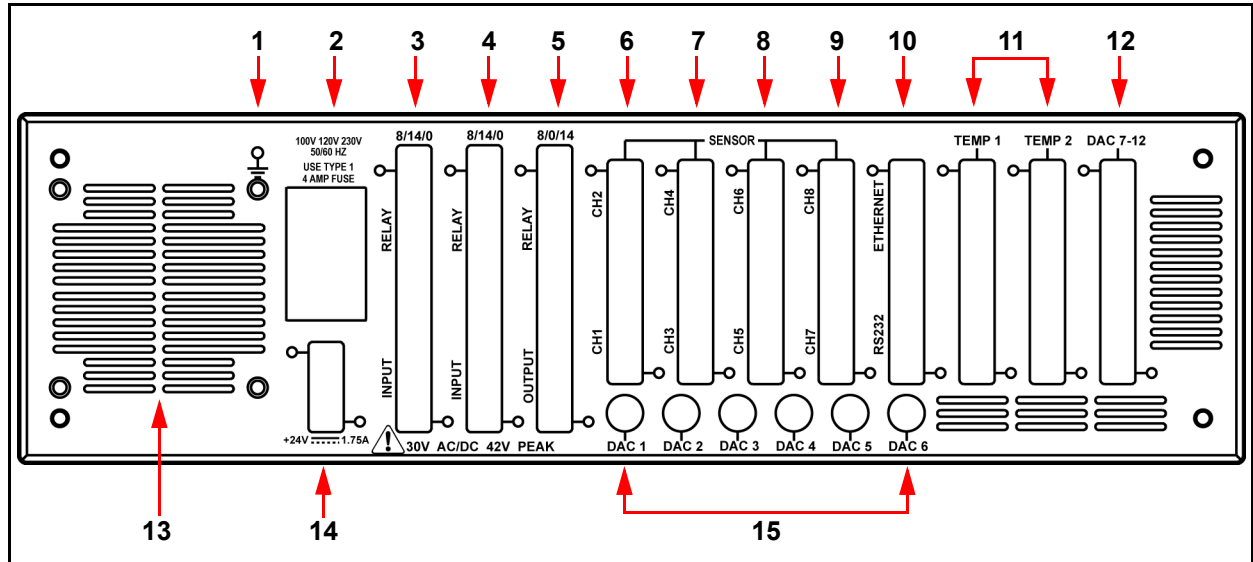 1 2 3 4 5 6 7 8 9 10 11 12
100V 120V 230V
50/60 HZ
USE TYPE 1
4 AMP FUSE
8/14/0
8/14/0
8/0/14
SENSOR
TEMP 1
TEMP 2
DAC 7-12
RELAY
INPUT
RELAY
INPUT
RELAY
OUTPUT
CH2
CH1
CH4
CH3
CH6
CH5
CH8
CH7
ETHERNET
RS232
+24V 1.75A
30V AC/DC 42V PEAK
DAC 1
DAC 2
DAC 3
DAC 4
DAC 5
DAC 6
13 14 15